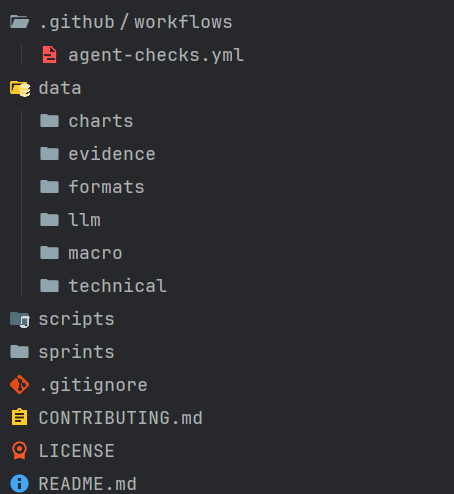 .github / workflows
agent-checks.yml
data
charts
evidence
formats
llm
macro
technical
scripts
sprints
.gitignore
CONTRIBUTING.md
LICENSE
README.md